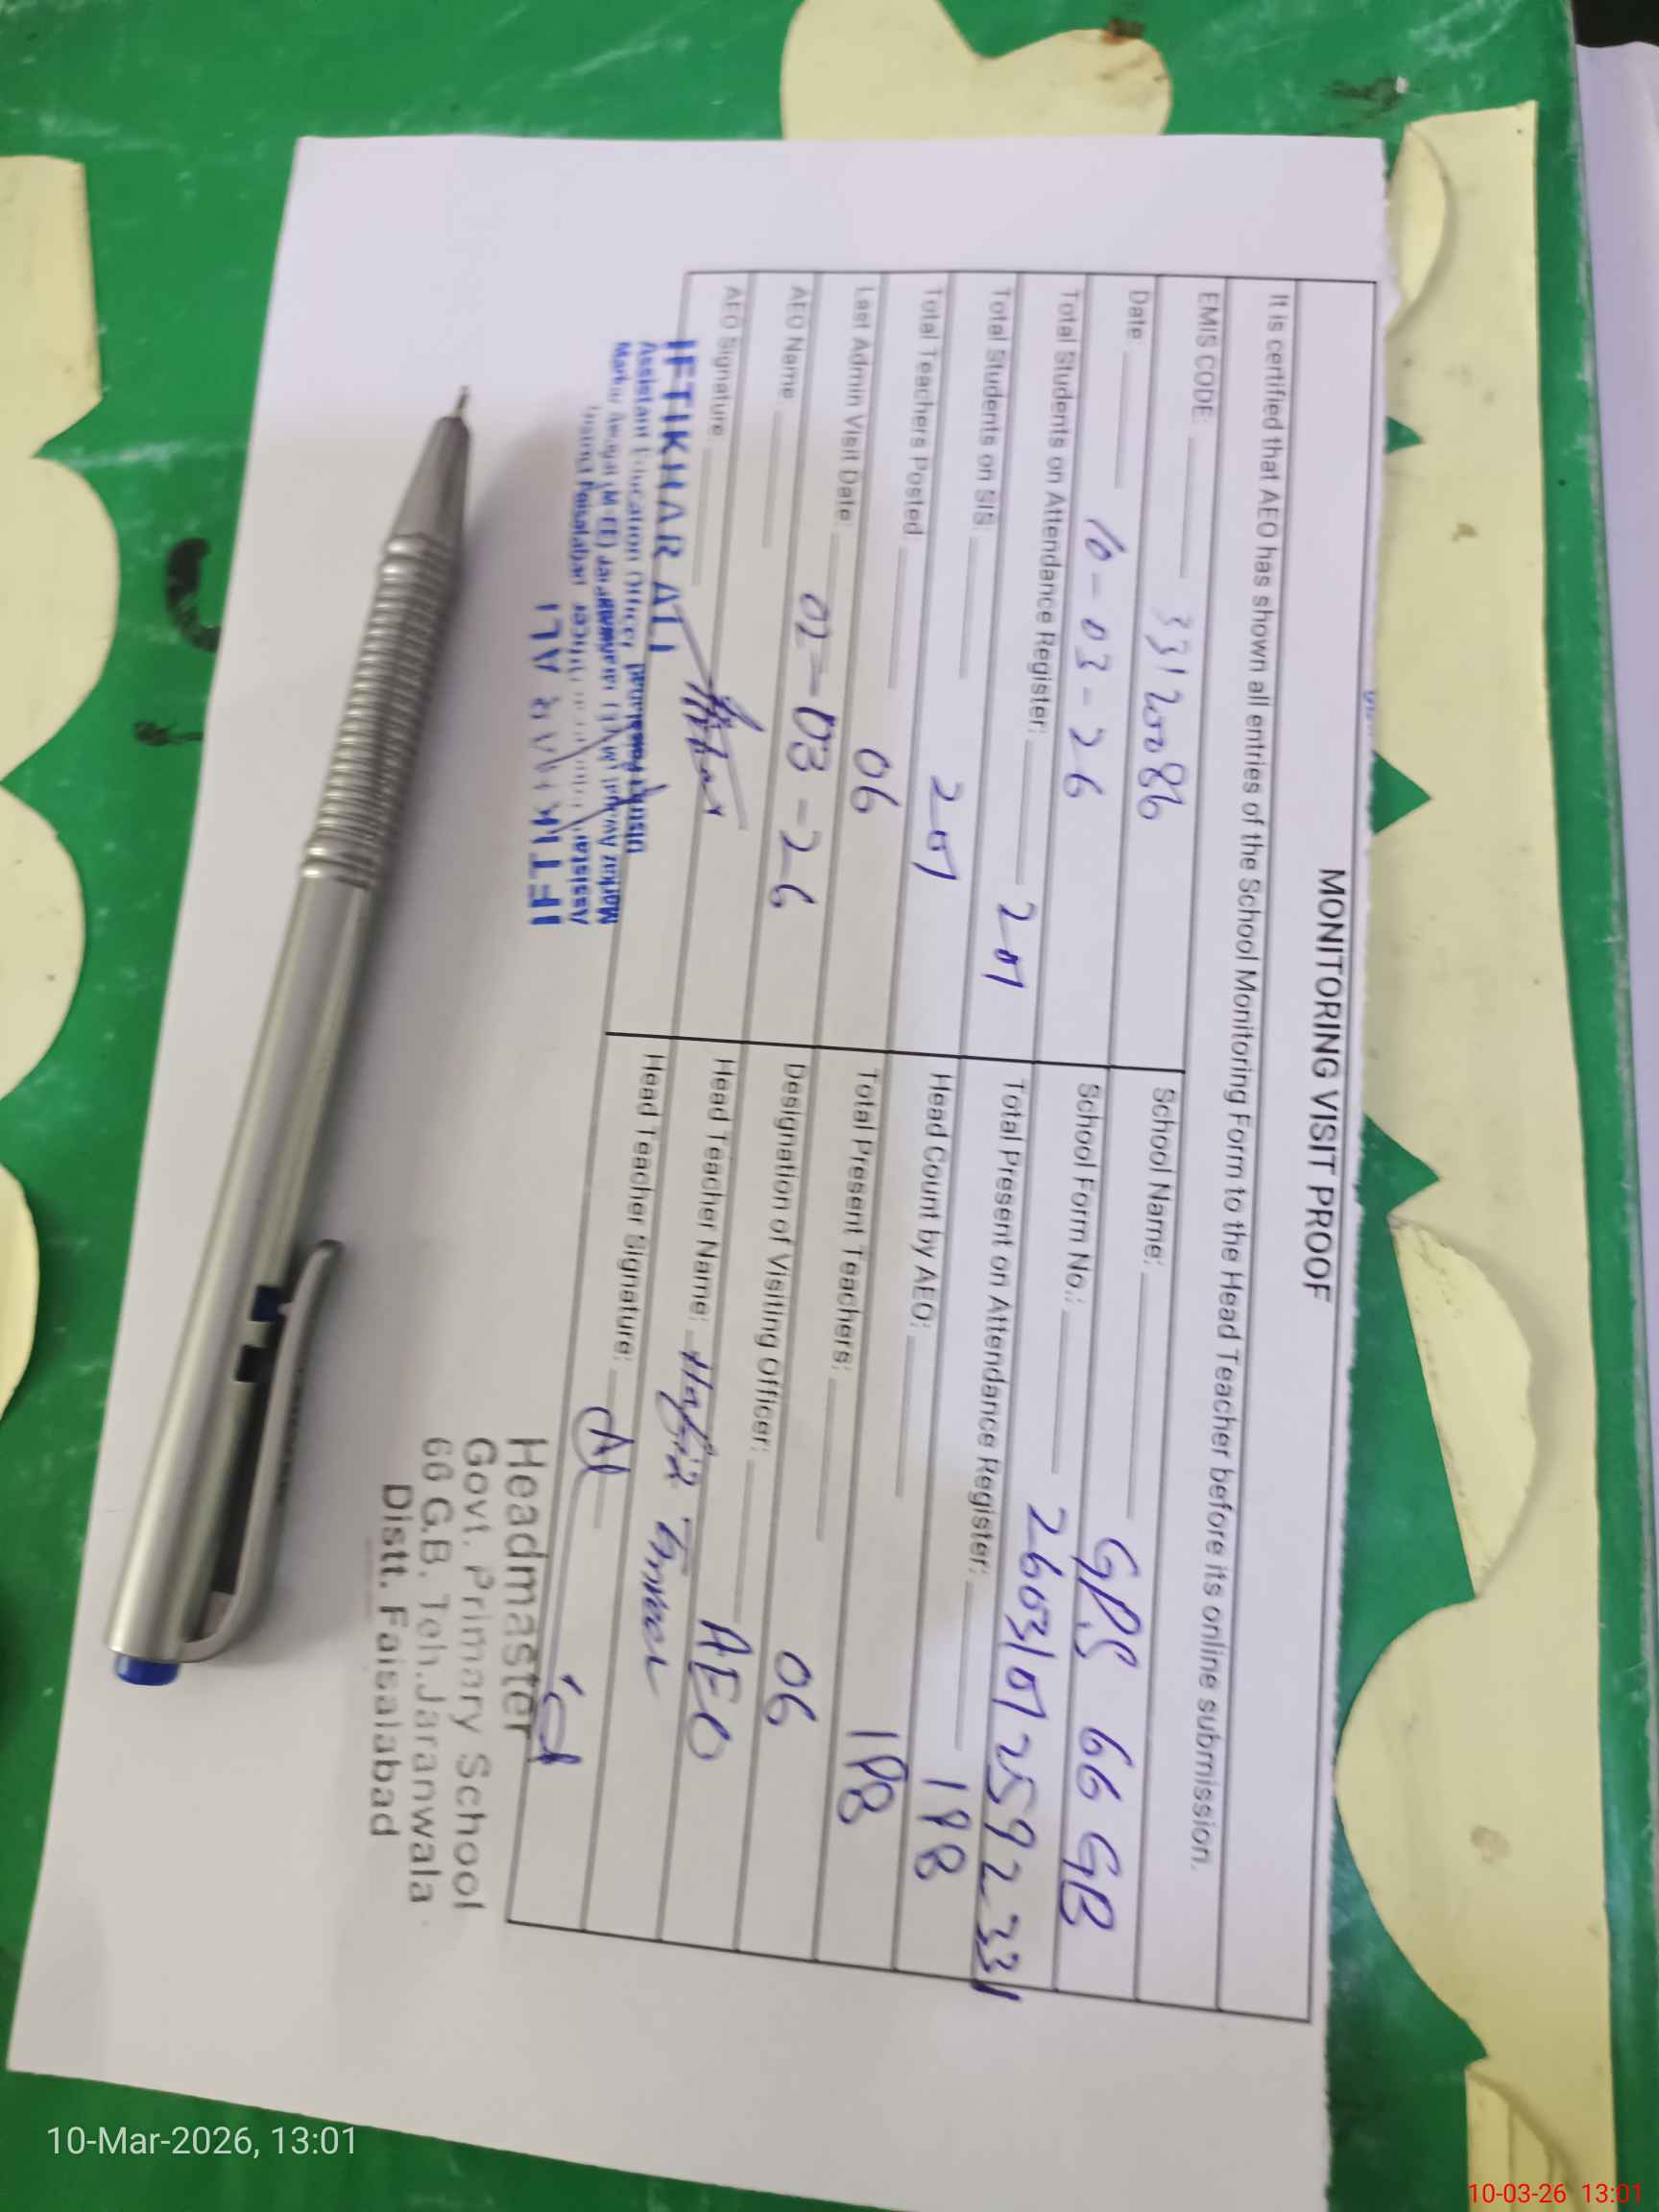 MONITORING VISIT PROOF
It is certified that AEO has shown all entries of the School Monitoring Form to the Head Teacher before its online submission.
EMIS CODE: 33120086
School Name: GPS 66 GB
Date: 10-03-26
School Form No.:
Total Students on Attendance Register: 201
Total Present on Attendance Register: 198
Total Students on SIS: 201
Head Count by AEO: 198
Total Teachers Posted: 06
Total Present Teachers: 06
Last Admin Visit Date: 02-03-26
Designation of Visiting Officer: AEO
AEO Name:
Head Teacher Name: Hafiz
AEO Signature:
Head Teacher Signature:
IFTIKHAR ALI
Assistant Education Officer
Headmaster
Govt. Primary School
66 G.B. Teh. Jaranwala
Distt. Faisalabad
10-Mar-2026, 13:01
10-03-26 13:01